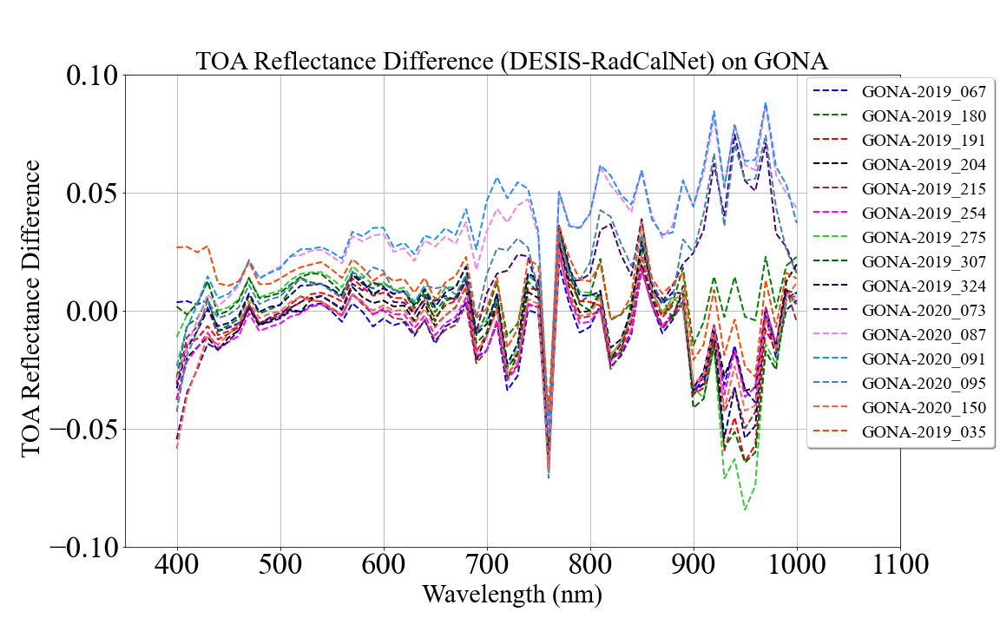 TOA Reflectance Difference (DESIS-RadCalNet) on GONA
TOA Reflectance Difference
0.10
0.05
0.00
−0.05
−0.10
400 500 600 700 800 900 1000 1100
Wavelength (nm)
GONA-2019_067
GONA-2019_180
GONA-2019_191
GONA-2019_204
GONA-2019_215
GONA-2019_254
GONA-2019_275
GONA-2019_307
GONA-2019_324
GONA-2020_073
GONA-2020_087
GONA-2020_091
GONA-2020_095
GONA-2020_150
GONA-2019_035